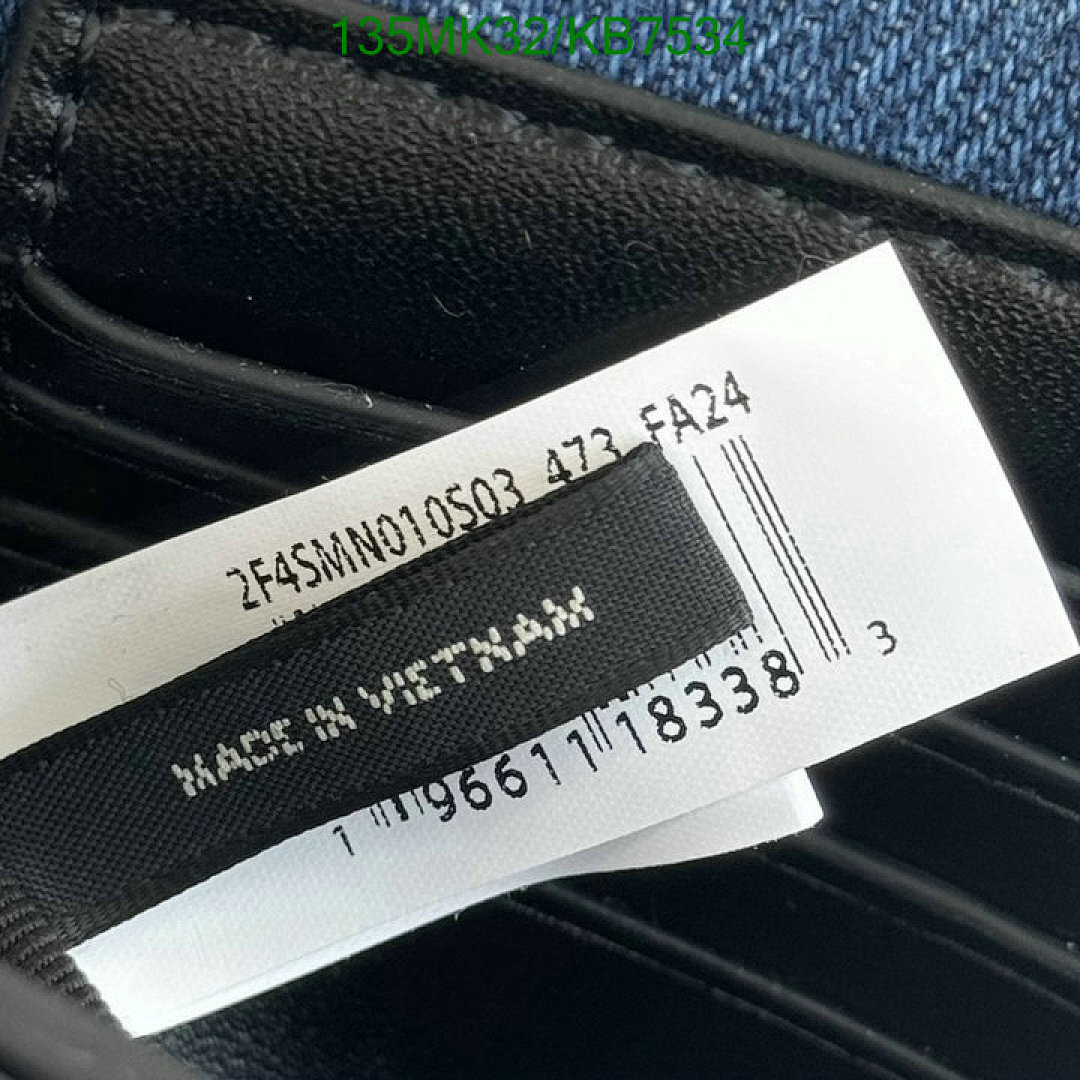 135MK32/KB7534
2F4SMN010S03 473 FA24
MADE IN VIETNAM
1 96611 18338 3